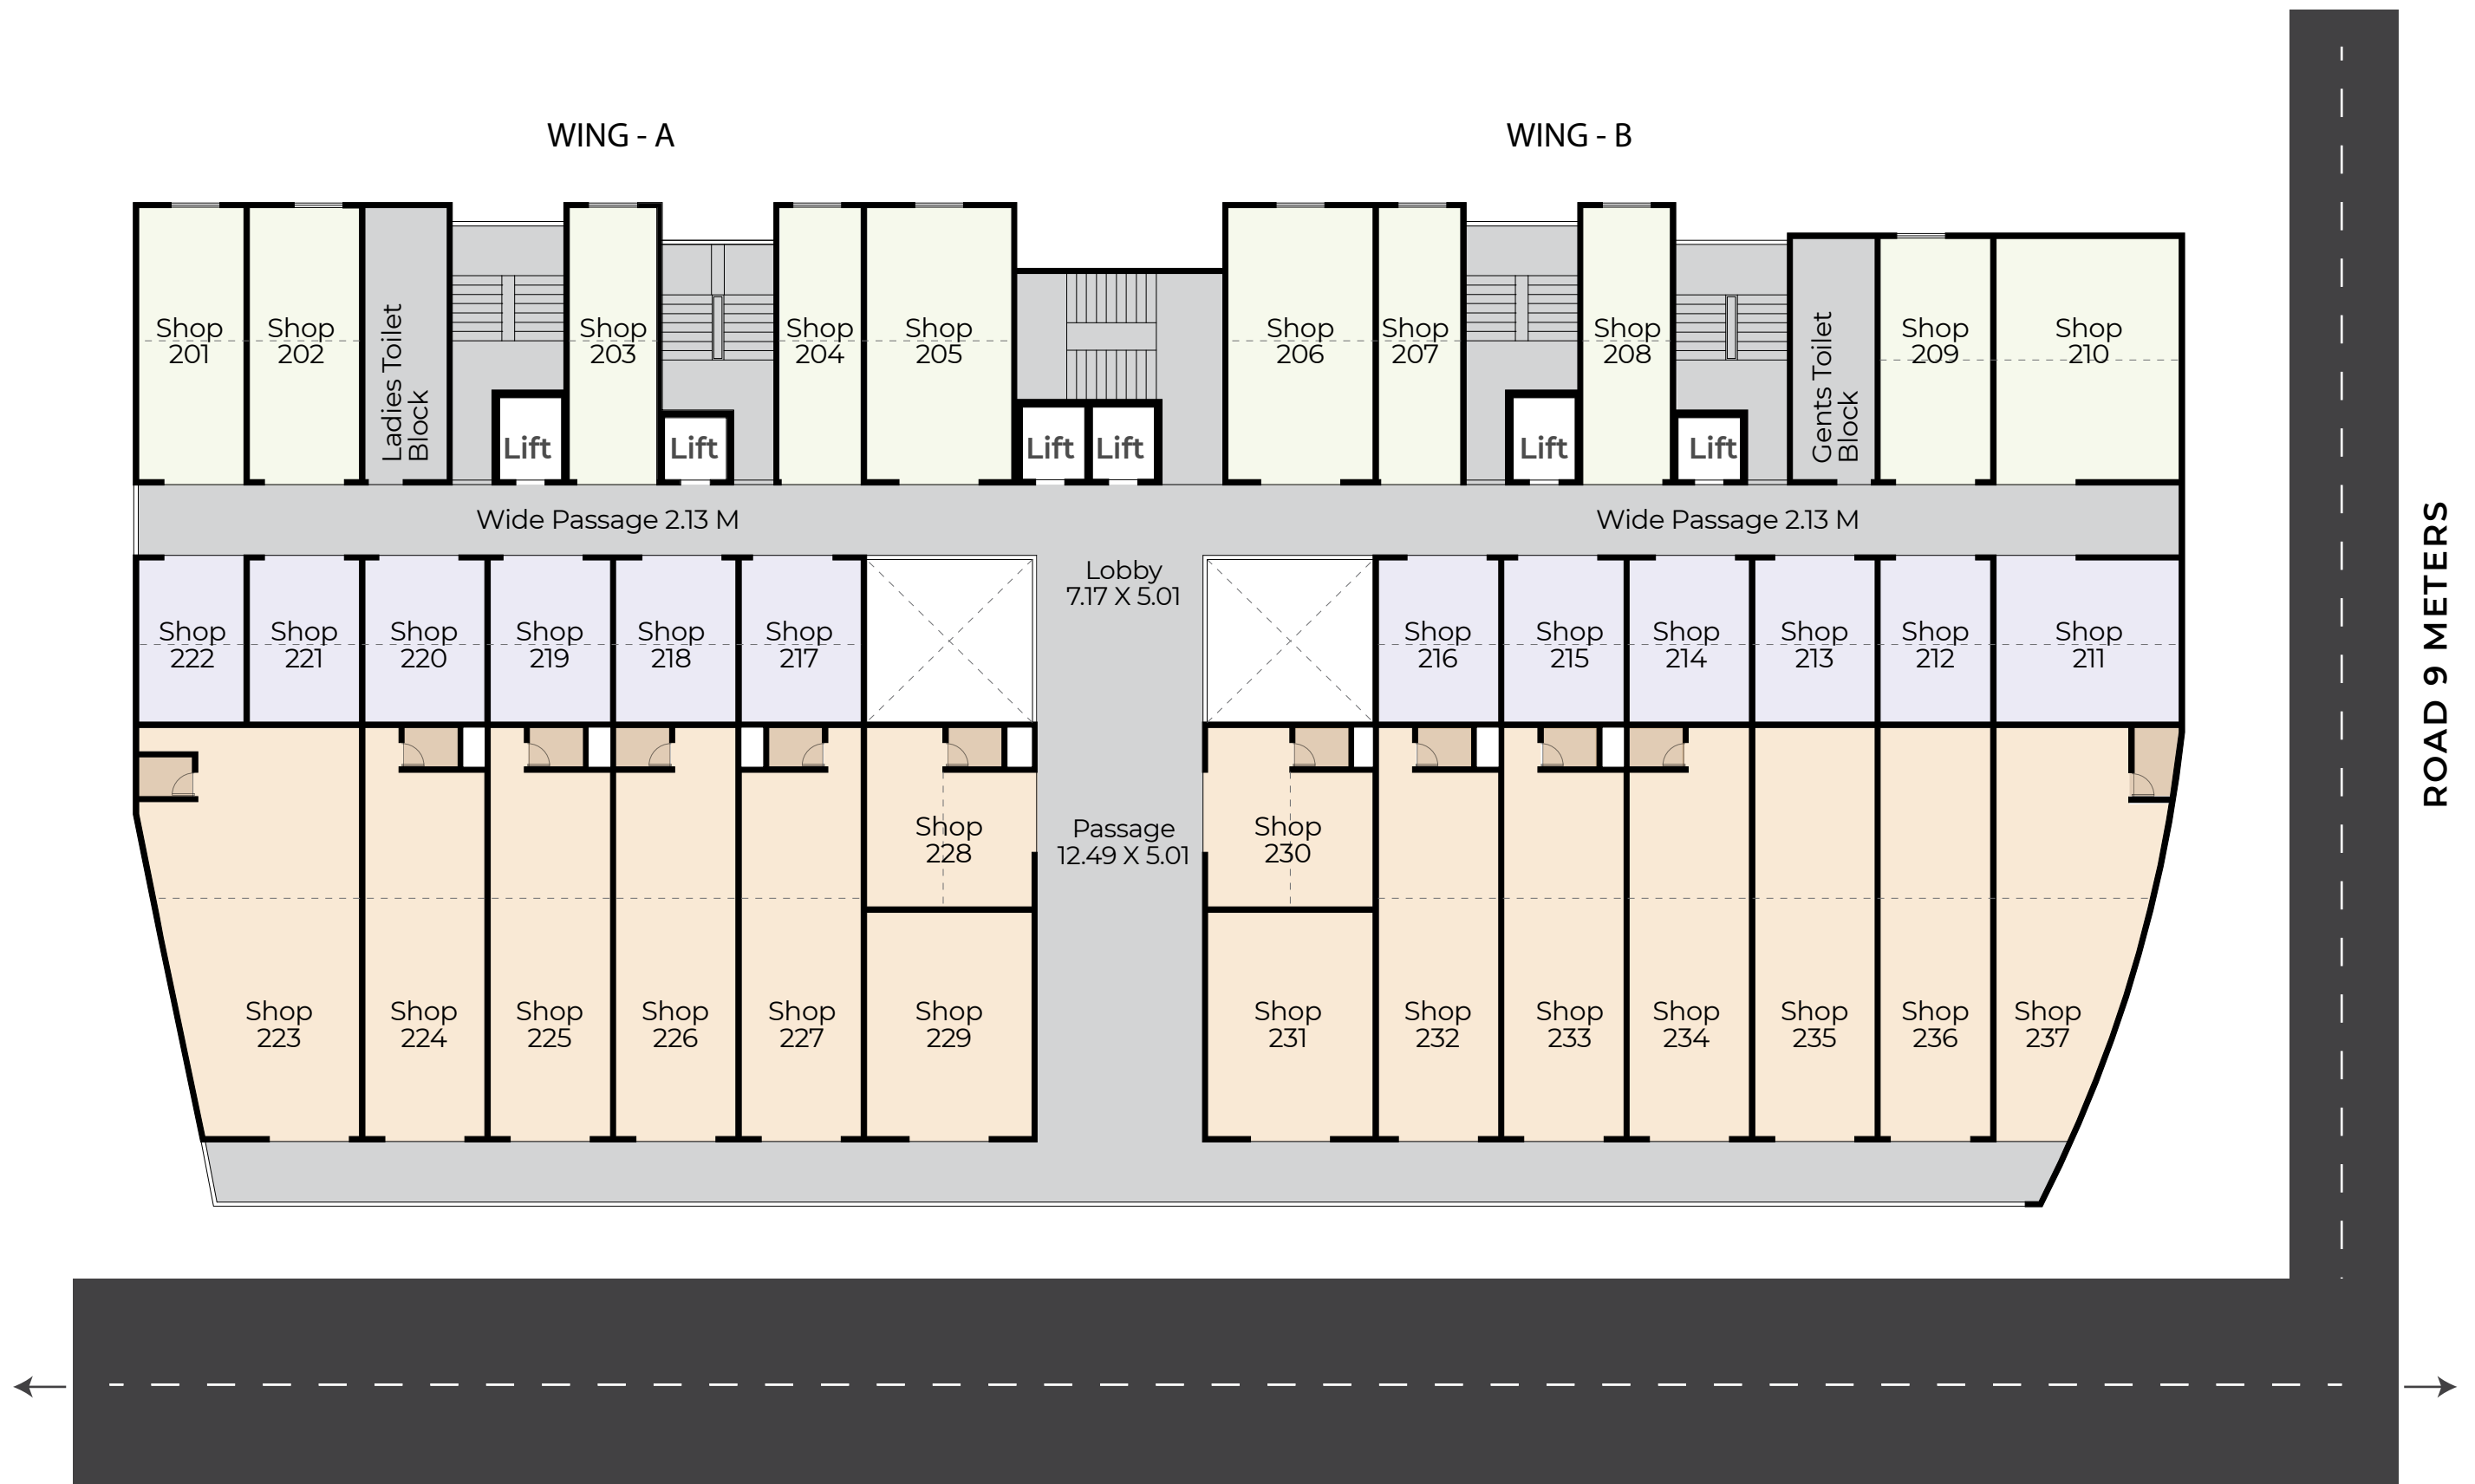 WING - A
WING - B
Shop
201
Shop
202
Ladies Toilet
Block
Shop
203
Shop
204
Shop
205
Shop
206
Shop
207
Shop
208
Gents Toilet
Block
Shop
209
Shop
210
Lift
Lift
Lift
Lift
Lift
Lift
Wide Passage 2.13 M
Wide Passage 2.13 M
Lobby
7.17 X 5.01
Shop
222
Shop
221
Shop
220
Shop
219
Shop
218
Shop
217
Shop
216
Shop
215
Shop
214
Shop
213
Shop
212
Shop
211
Shop
228
Passage
12.49 X 5.01
Shop
230
Shop
223
Shop
224
Shop
225
Shop
226
Shop
227
Shop
229
Shop
231
Shop
232
Shop
233
Shop
234
Shop
235
Shop
236
Shop
237
ROAD 9 METERS